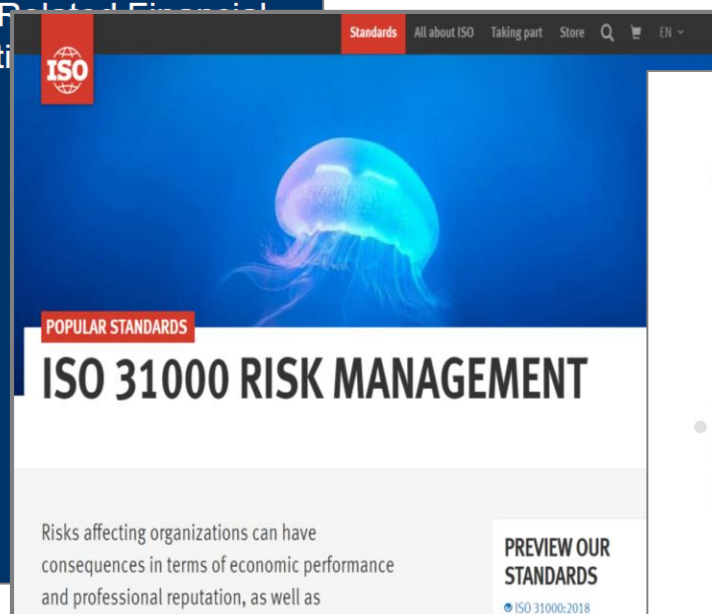 Related Financial
ISO
Standards All about ISO Taking part Store EN
POPULAR STANDARDS
ISO 31000 RISK MANAGEMENT
Risks affecting organizations can have
consequences in terms of economic performance
and professional reputation, as well as
PREVIEW OUR
STANDARDS
ISO 31000:2018